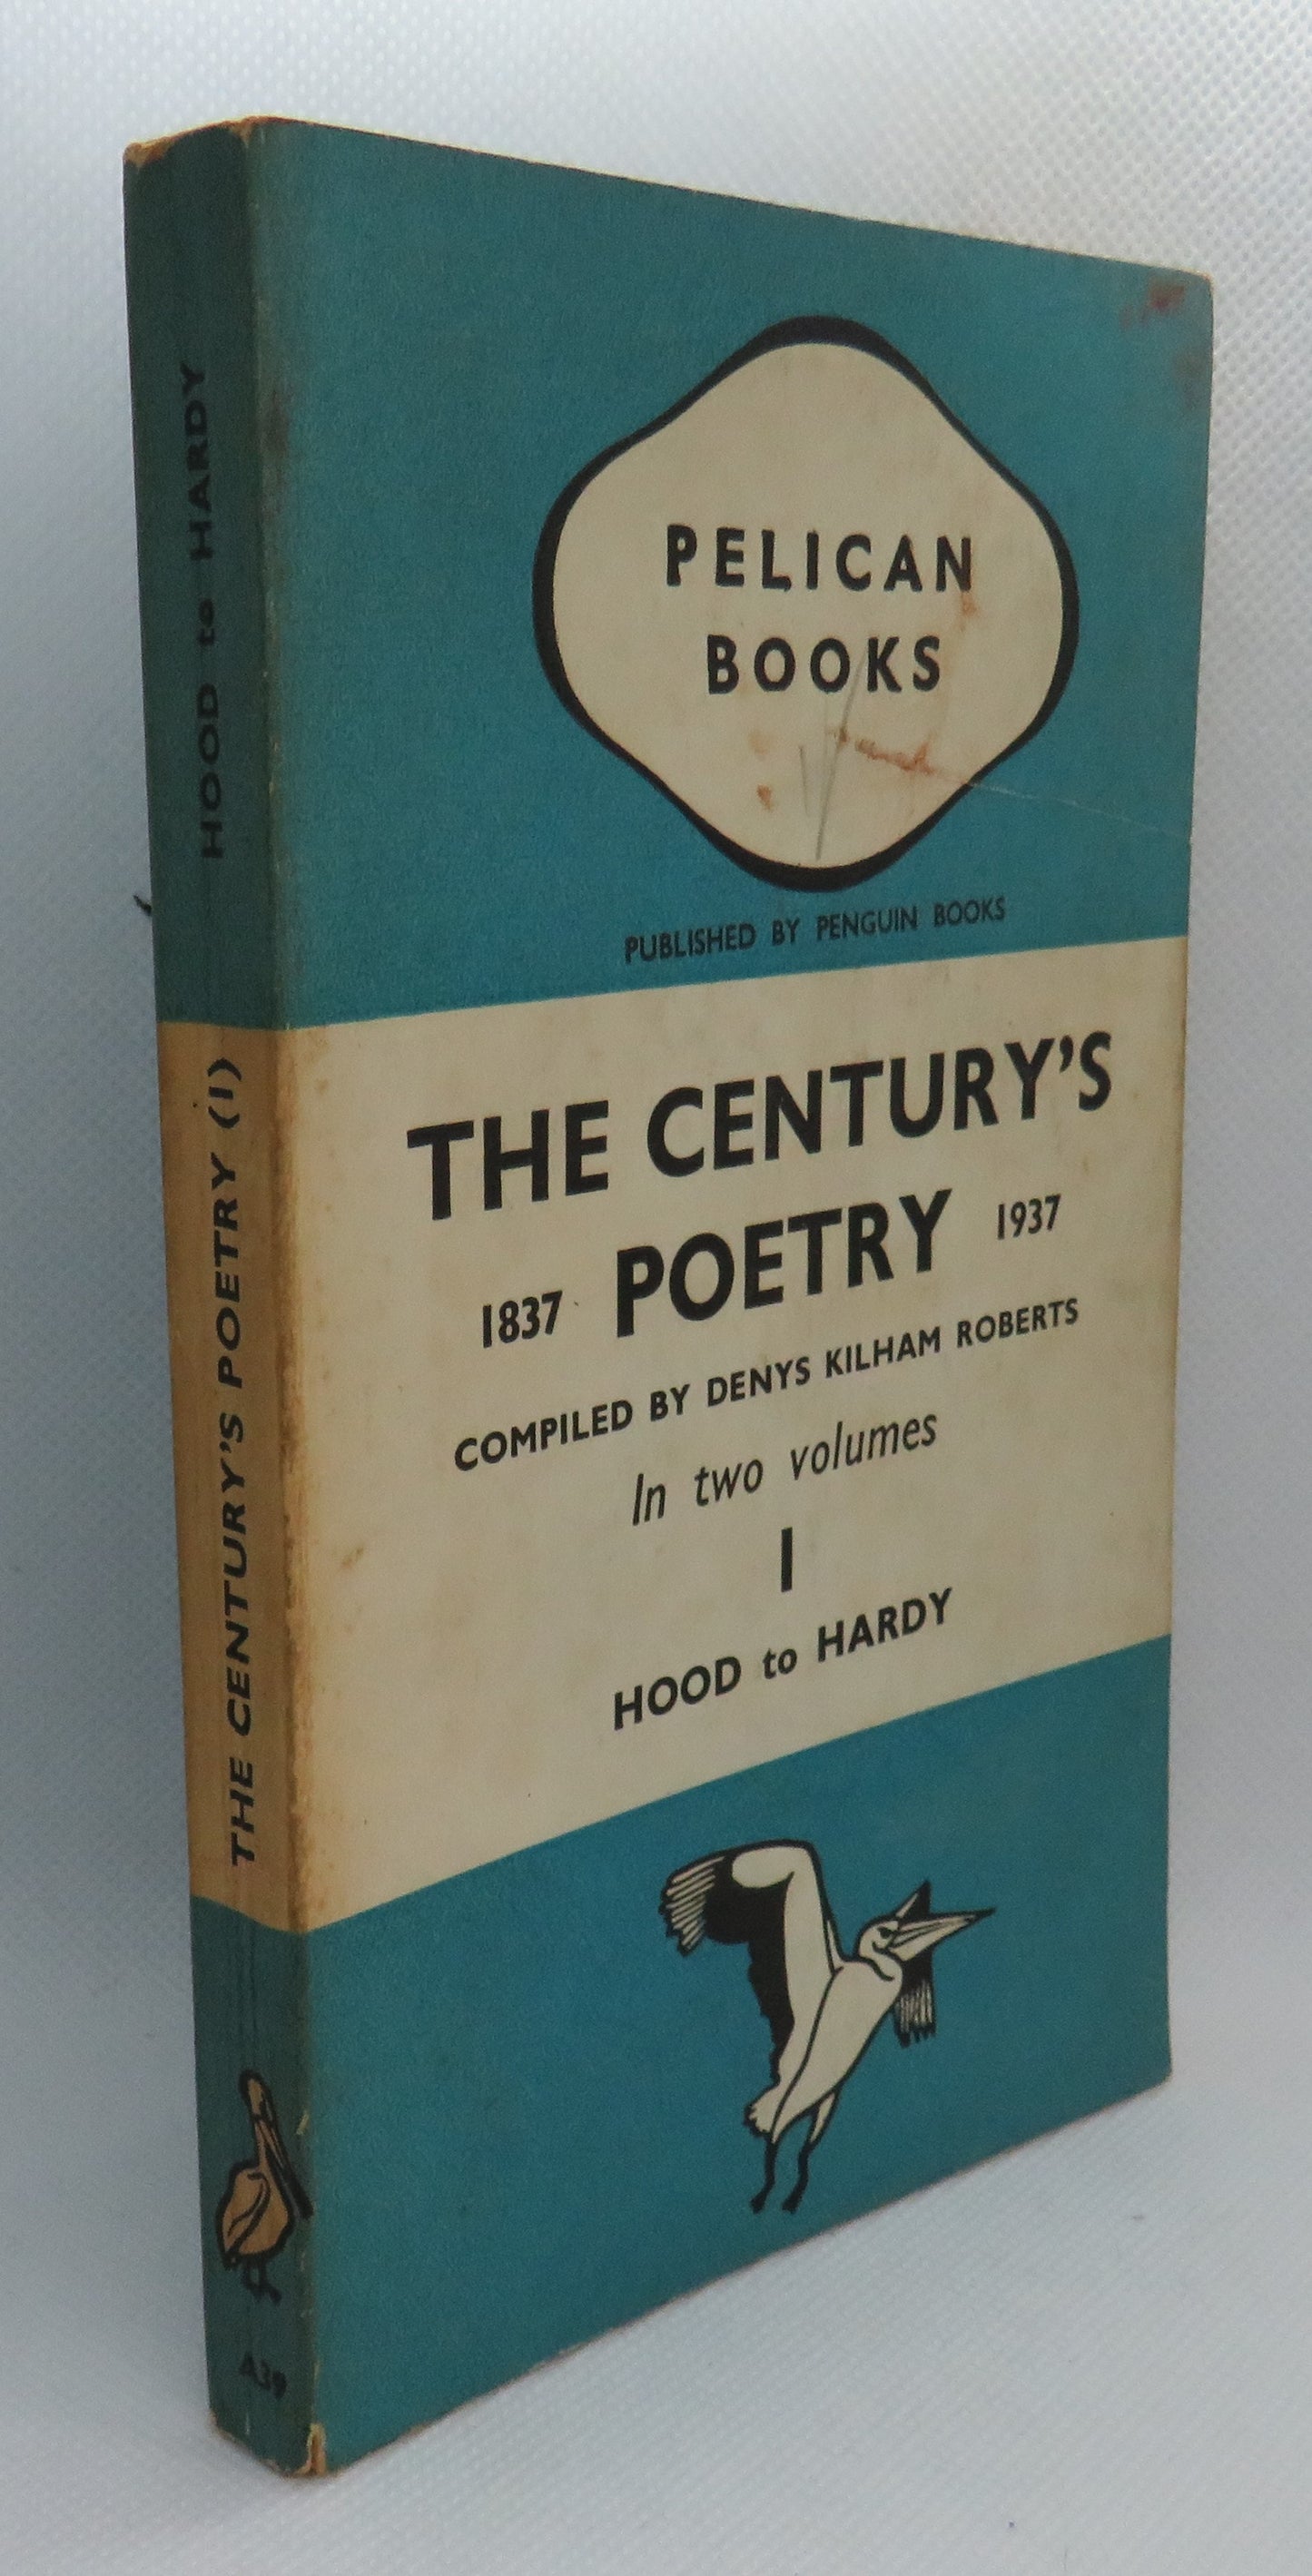 HOOD to HARDY
THE CENTURY'S POETRY (I)
A39
PELICAN
BOOKS
PUBLISHED BY PENGUIN BOOKS
THE CENTURY'S
1837 POETRY 1937
COMPILED BY DENYS KILHAM ROBERTS
In two volumes
I
HOOD to HARDY